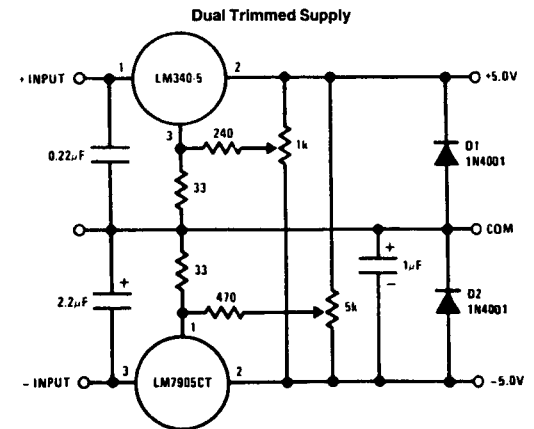 Dual Trimmed Supply
+ INPUT
1
LM340-5
2
+5.0V
3
240
1k
D1
1N4001
0.22µF
33
COM
+
1µF
-
33
+
2.2µF
470
5k
D2
1N4001
1
- INPUT
3
LM7905CT
2
-5.0V